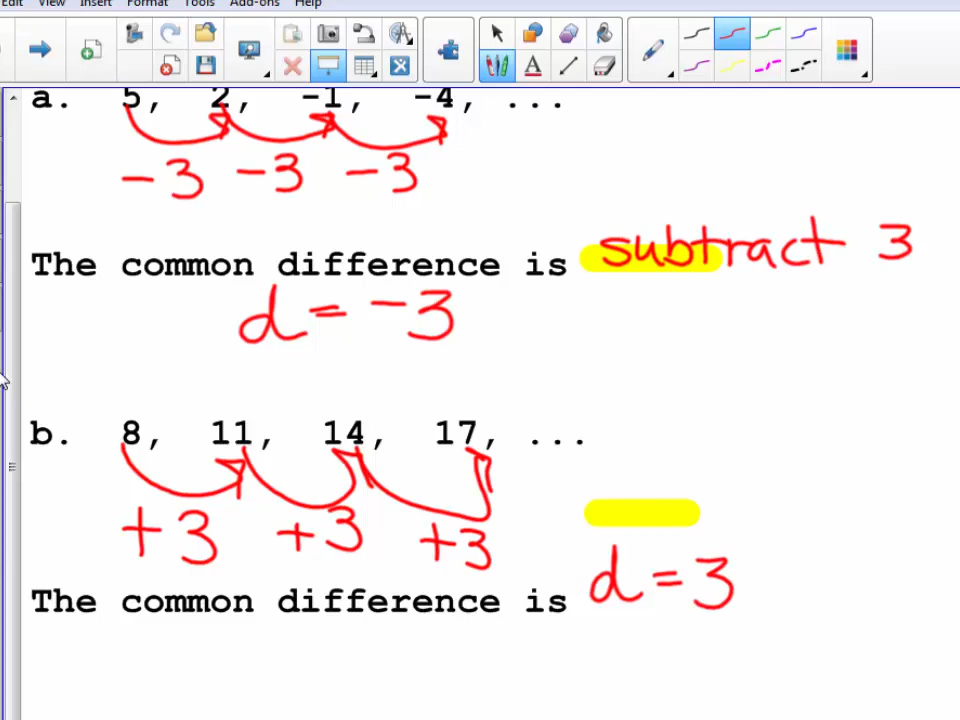 Edit View Insert Format Tools Add-ons Help
a. 5, 2, -1, -4, ...
-3 -3 -3
The common difference is subtract 3
d = -3
b. 8, 11, 14, 17, ...
+3 +3 +3
The common difference is d = 3